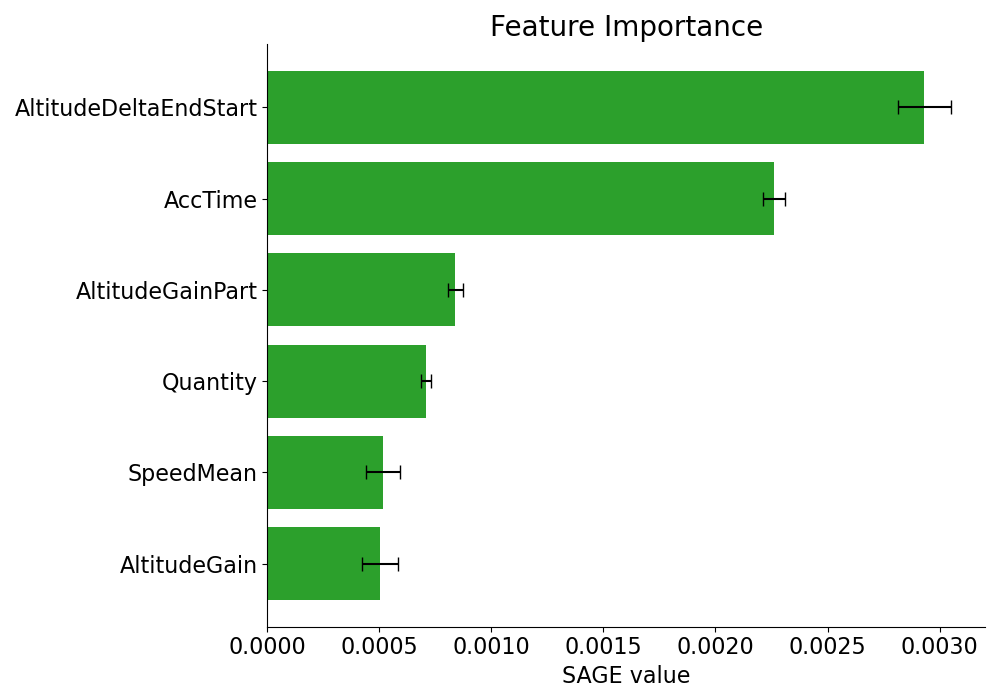 Feature Importance
AltitudeDeltaEndStart
AccTime
AltitudeGainPart
Quantity
SpeedMean
AltitudeGain
0.0000 0.0005 0.0010 0.0015 0.0020 0.0025 0.0030
SAGE value